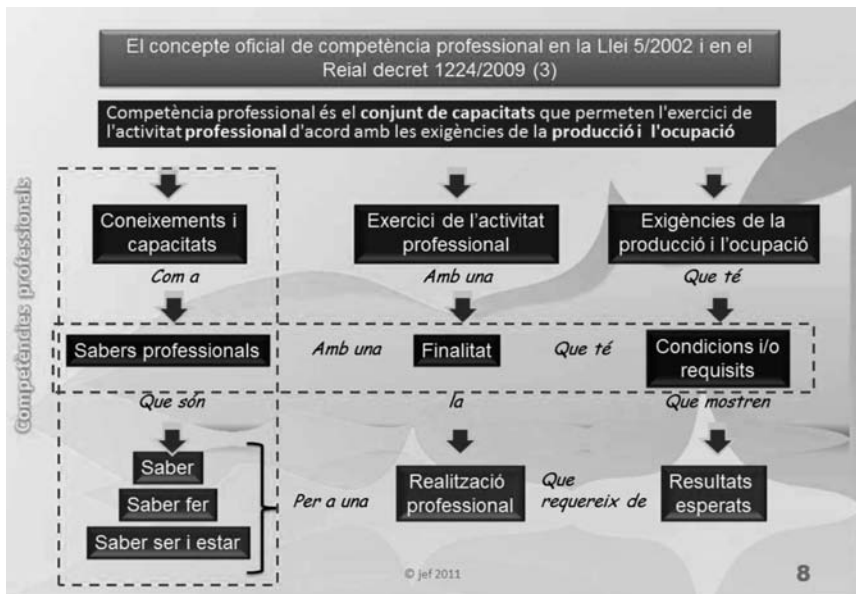 El concepte oficial de competència professional en la Llei 5/2002 i en el
Reial decret 1224/2009 (3)
Competència professional és el conjunt de capacitats que permeten l'exercici de
l'activitat professional d'acord amb les exigències de la producció i l'ocupació
Competències professionals
Coneixements i
capacitats
Exercici de l'activitat
professional
Exigències de la
producció i l'ocupació
Com a
Amb una
Que té
Sabers professionals
Amb una
Finalitat
Que té
Condicions i/o
requisits
Que són
la
Que mostren
Saber
Saber fer
Saber ser i estar
Per a una
Realització
professional
Que
requereix de
Resultats
esperats
© jef 2011
8